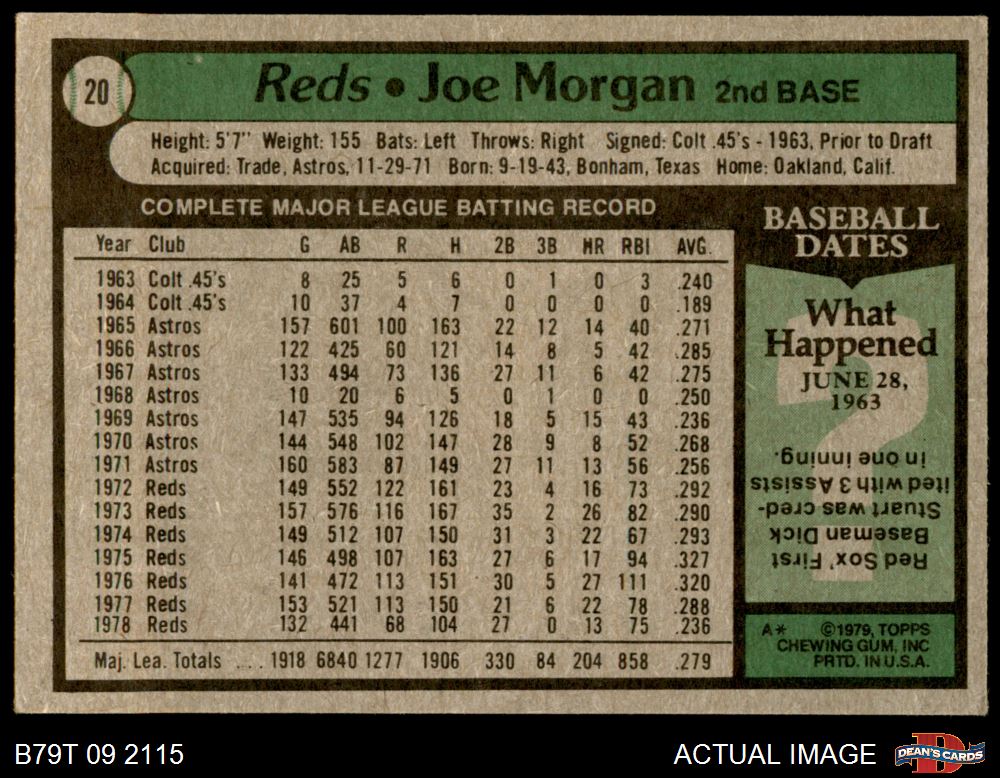 20
Reds • Joe Morgan 2nd BASE
Height: 5'7" Weight: 155 Bats: Left Throws: Right Signed: Colt .45's - 1963, Prior to Draft
Acquired: Trade, Astros, 11-29-71 Born: 9-19-43, Bonham, Texas Home: Oakland, Calif.
COMPLETE MAJOR LEAGUE BATTING RECORD
Year Club G AB R H 2B 3B HR RBI AVG.
1963 Colt .45's 8 25 5 6 0 1 0 3 .240
1964 Colt .45's 10 37 4 7 0 0 0 0 .189
1965 Astros 157 601 100 163 22 12 14 40 .271
1966 Astros 122 425 60 121 14 8 5 42 .285
1967 Astros 133 494 73 136 27 11 6 42 .275
1968 Astros 10 20 6 5 0 1 0 0 .250
1969 Astros 147 535 94 126 18 5 15 43 .236
1970 Astros 144 548 102 147 28 9 8 52 .268
1971 Astros 160 583 87 149 27 11 13 56 .256
1972 Reds 149 552 122 161 23 4 16 73 .292
1973 Reds 157 576 116 167 35 2 26 82 .290
1974 Reds 149 512 107 150 31 3 22 67 .293
1975 Reds 146 498 107 163 27 6 17 94 .327
1976 Reds 141 472 113 151 30 5 27 111 .320
1977 Reds 153 521 113 150 21 6 22 78 .288
1978 Reds 132 441 68 104 27 0 13 75 .236
Maj. Lea. Totals ... 1918 6840 1277 1906 330 84 204 858 .279
BASEBALL
DATES
What
Happened
JUNE 28,
1963
?
Red Sox' First
Baseman Dick
Stuart was cred-
ited with 3 Assists
in one inning.
A* ©1979, TOPPS
CHEWING GUM, INC
PRTD. IN U.S.A.
B79T 09 2115
ACTUAL IMAGE
DEAN'S CARDS